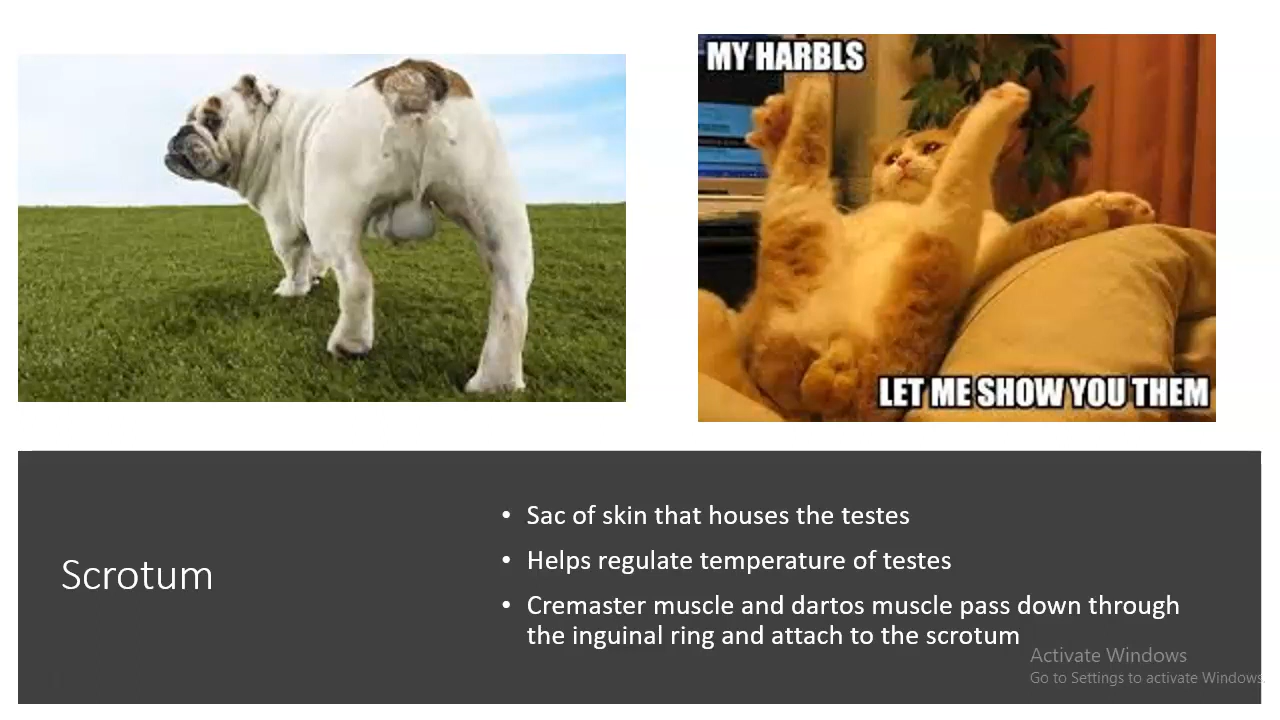 MY HARBLS
LET ME SHOW YOU THEM
Scrotum
• Sac of skin that houses the testes
• Helps regulate temperature of testes
• Cremaster muscle and dartos muscle pass down through
the inguinal ring and attach to the scrotum
Activate Windows
Go to Settings to activate Windows.